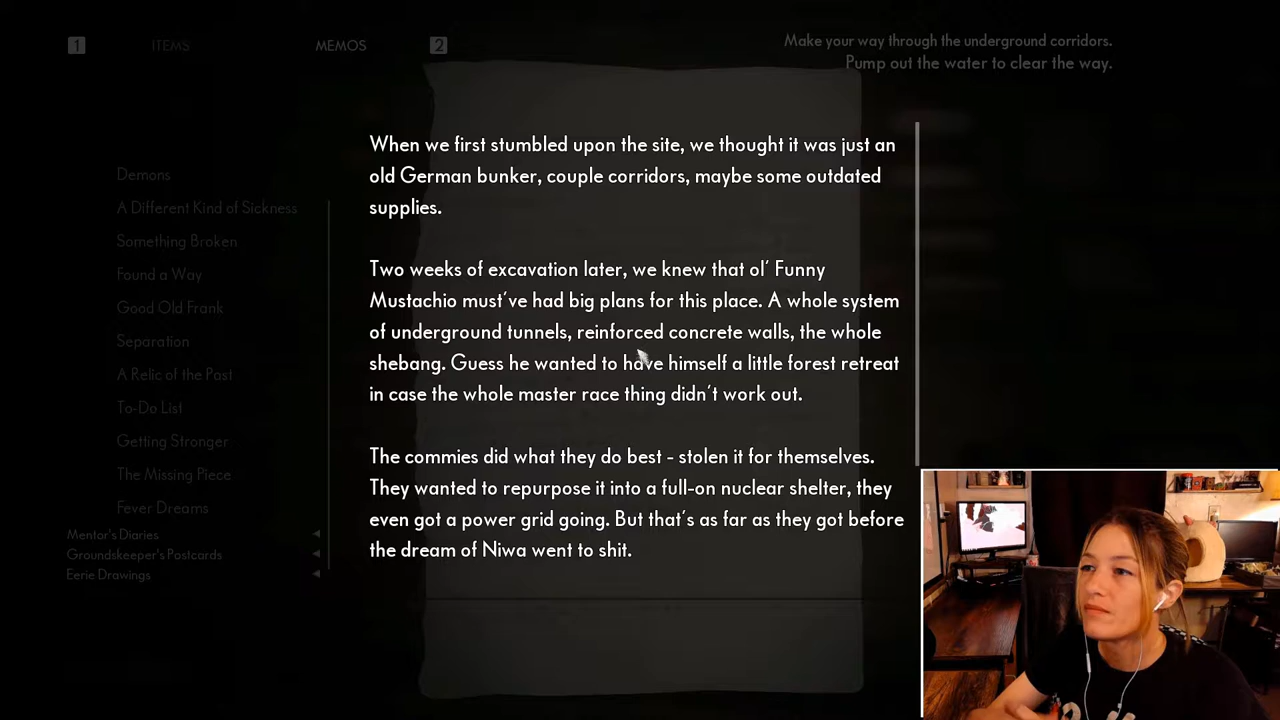 1 ITEMS MEMOS 2
Make your way through the underground corridors.
Pump out the water to clear the way.
When we first stumbled upon the site, we thought it was just an
old German bunker, couple corridors, maybe some outdated
supplies.
Two weeks of excavation later, we knew that ol' Funny
Mustachio must've had big plans for this place. A whole system
of underground tunnels, reinforced concrete walls, the whole
shebang. Guess he wanted to have himself a little forest retreat
in case the whole master race thing didn't work out.
The commies did what they do best - stolen it for themselves.
They wanted to repurpose it into a full-on nuclear shelter, they
even got a power grid going. But that's as far as they got before
the dream of Niwa went to shit.
Demons
A Different Kind of Sickness
Something Broken
Found a Way
Good Old Frank
Separation
A Relic of the Past
To-Do List
Getting Stronger
The Missing Piece
Fever Dreams
Mentor's Diaries
Groundskeeper's Postcards
Eerie Drawings